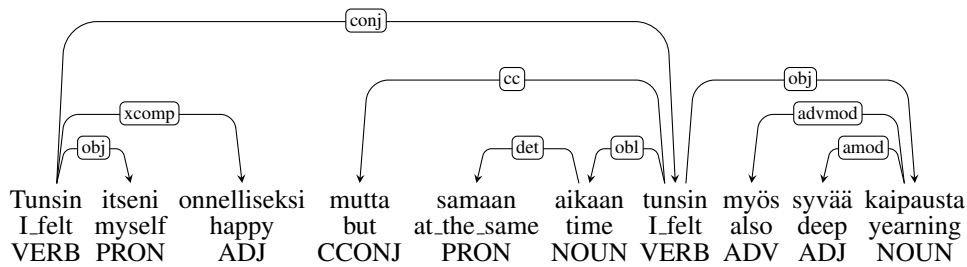 conj
cc obj
xcomp advmod
obj det obl amod
Tunsin itseni onnelliseksi mutta samaan aikaan tunsin myös syvää kaipausta
I_felt myself happy but at_the_same time I_felt also deep yearning
VERB PRON ADJ CCONJ PRON NOUN VERB ADV ADJ NOUN